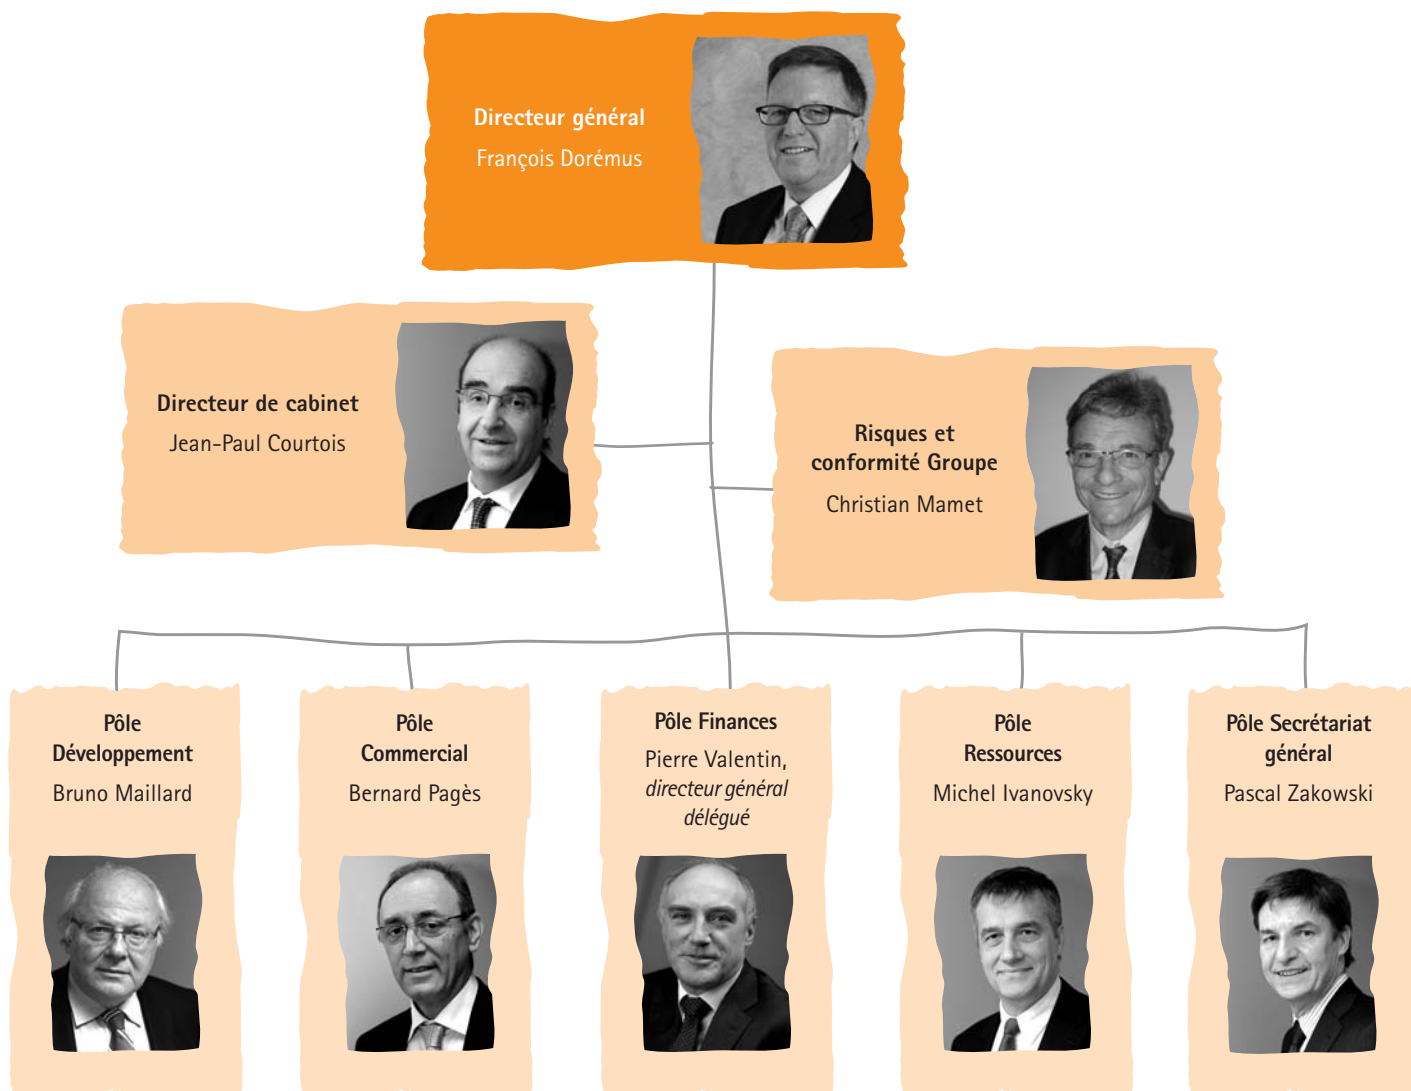 Directeur général
François Dorémus
Directeur de cabinet
Jean-Paul Courtois
Risques et
conformité Groupe
Christian Mamet
Pôle
Développement
Bruno Maillard
Pôle
Commercial
Bernard Pagès
Pôle Finances
Pierre Valentin,
directeur général
délégué
Pôle
Ressources
Michel Ivanovsky
Pôle Secrétariat
général
Pascal Zakowski